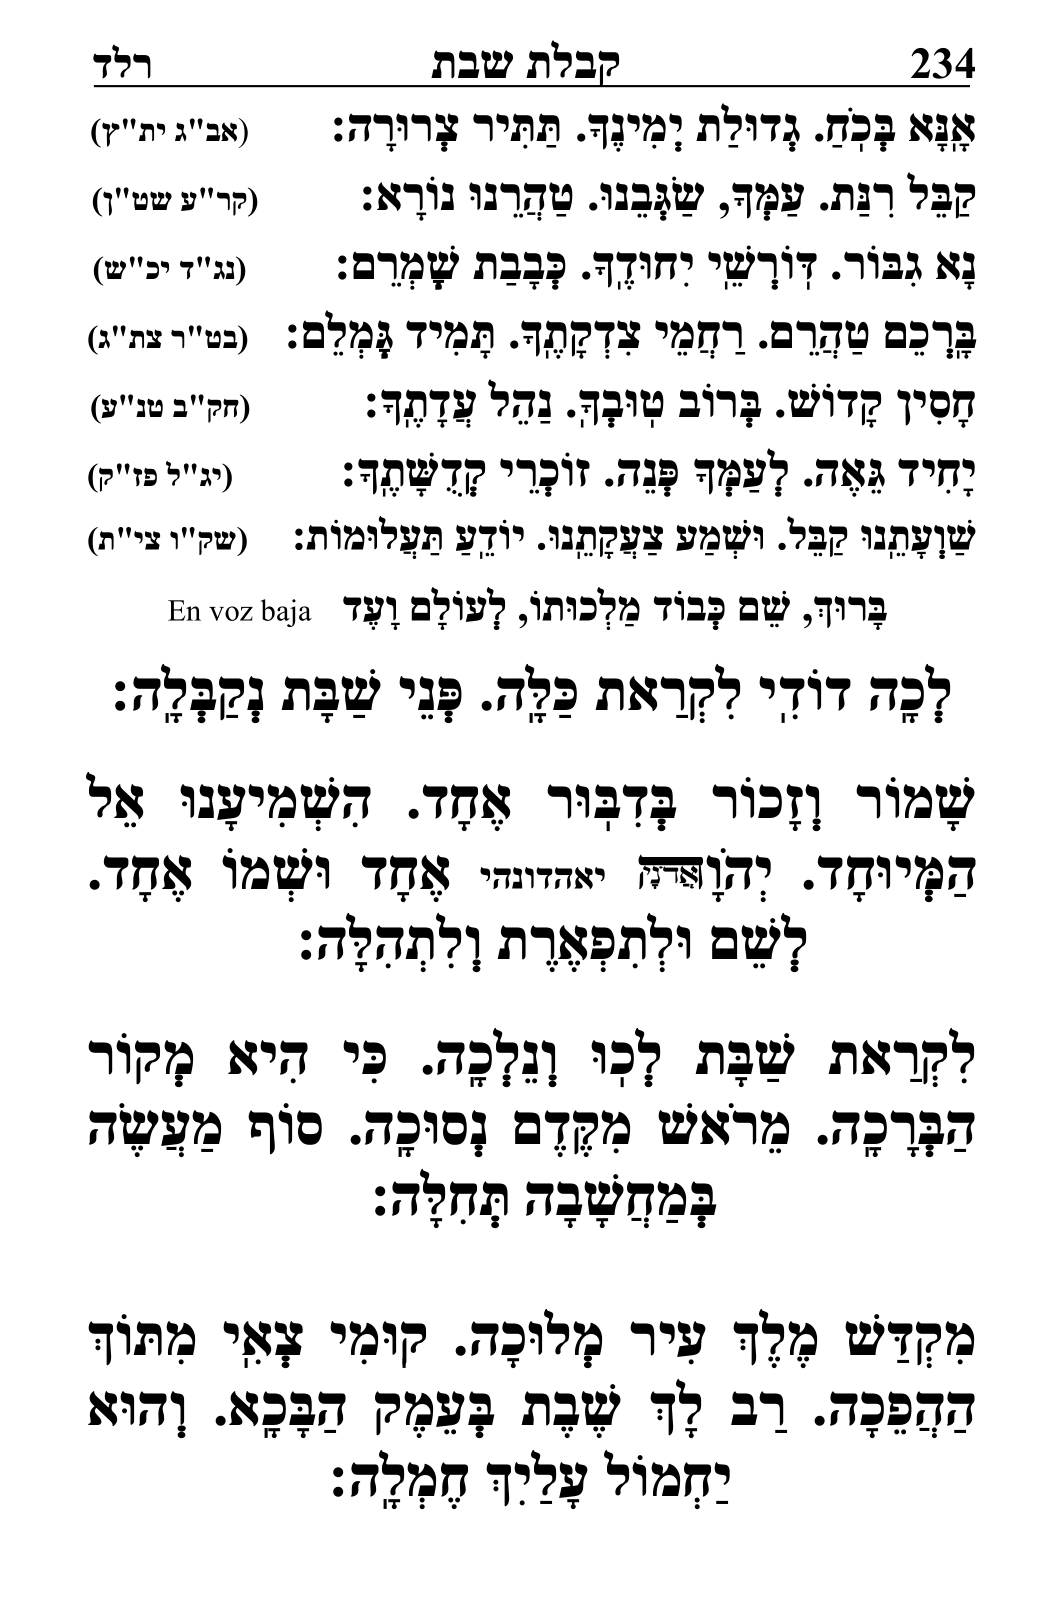 234 קבלת שבת רלד
אָֽנָּא בְּכֹֽחַ. גְדוּלַת יְמִינֶֽךָ. תַּתִּיר צְרוּרָה: (אב"ג ית"ץ)
קַבֵּל רִנַּת. עַמְּךָ, שַׂגְּבֵנוּ. טַהֲרֵנוּ נוֹרָא: (קר"ע שט"ן)
נָא גִבּוֹר. דּֽוֹרְשֵׁי יִחוּדֶֽךָ. כְּבָבַת שָׁמְרֵם: (נג"ד יכ"ש)
בָּֽרְכֵם טַהֲרֵם. רַחֲמֵי צִדְקָתֶֽךָ. תָּמִיד גָּמְלֵם: (בט"ר צת"ג)
חָסִין קָדוֹשׁ. בְּרוֹב טֽוּבְךָ. נַהֵל עֲדָתֶֽךָ: (חק"ב טנ"ע)
יָחִיד גֵּאֶה. לְעַמְּךָ פְּנֵה. זוֹכְרֵי קְדֻשָּׁתֶֽךָ: (יג"ל פז"ק)
שַׁוְעָתֵֽנוּ קַבֵּל. וּשְׁמַע צַעֲקָתֵֽנוּ. יוֹדֵֽעַ תַּעֲלוּמוֹת: (שק"ו צי"ת)
בָּרוּךְ, שֵׁם כְּבוֹד מַלְכוּתוֹ, לְעוֹלָם וָעֶד En voz baja
לְכָֽה דוֹדִֽי לִקְרַאת כַּלָּֽה. פְּנֵי שַׁבָּת נְקַבְּלָֽה:
שָׁמוֹר וְזָכוֹר בְּדִבּֽוּר אֶחָד. הִשְׁמִיעָנוּ אֵל
הַמְּיוּחָד. יְהֹוָאֲדֹנָי יאהדונהי אֶחָד וּשְׁמוֹ אֶחָד.
לְשֵׁם וּלְתִפְאֶרֶת וְלִתְהִלָּה:
לִקְרַאת שַׁבָּת לְכֽוּ וְנֵלְכָֽה. כִּי הִיא מְקוֹר
הַבְּרָכָֽה. מֵרֹאשׁ מִקֶּדֶם נְסוּכָֽה. סוֹף מַעֲשֶׂה
בְּמַחֲשָׁבָה תְּחִלָּה:
מִקְדַּשׁ מֶלֶךְ עִיר מְלוּכָה. קוּמִי צְאִֽי מִתּוֹךְ
הַהֲפֵכָה. רַב לָךְ שֶׁבֶת בְּעֵמֶק הַבָּכָֽא. וְהוּא
יַחְמוֹל עָלַיִךְ חֶמְלָֽה: